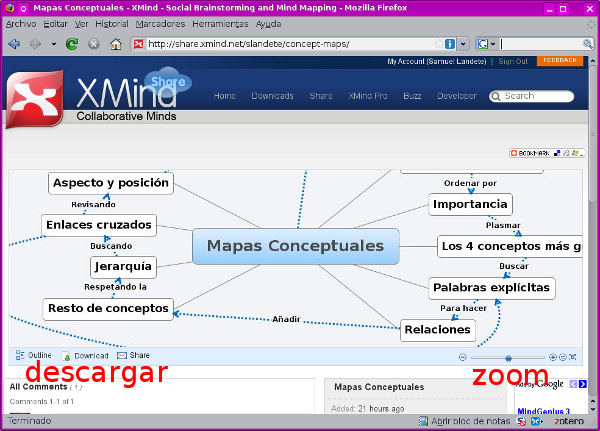 Mapas Conceptuales - XMind - Social Brainstorming and Mind Mapping - Mozilla Firefox
Archivo Editar Ver Historial Marcadores Herramientas Ayuda
http://share.xmind.net/slandete/concept-maps/
My Account (Samuel Landete) | Sign Out FEEDBACK
XMind Share
Home Downloads Share XMind Pro Buzz Developer Search
Collaborative Minds
BOOKMARK
Aspecto y posición
Ordenar por
Revisando
Importancia
Enlaces cruzados
Plasmar
Buscando
Mapas Conceptuales
Los 4 conceptos más g
Jerarquía
Buscar
Respetando la
Palabras explícitas
Resto de conceptos
Para hacer
Añadir
Relaciones
Outline Download Share
descargar
zoom
All Comments ( 1 )
Mapas Conceptuales
Google
Comments 1-1 of 1
Added: 21 hours ago
MindGenius 3
Terminado
Abrir bloc de notas
zotero